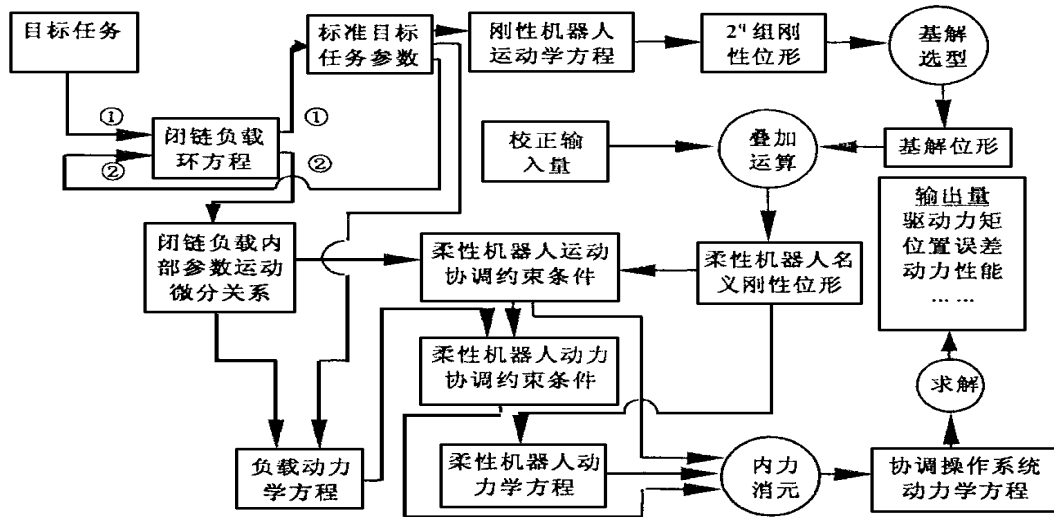 目标任务
标准目标
任务参数
刚性机器人
运动学方程
2ⁿ组刚
性位形
基解
选型
①
①
闭链负载
环方程
②
②
校正输
入量
叠加
运算
基解位形
输出量
驱动力矩
位置误差
动力性能
... ...
闭链负载内
部参数运动
微分关系
柔性机器人运动
协调约束条件
柔性机器人名
义刚性位形
柔性机器人动力
协调约束条件
求解
负载动力
学方程
柔性机器人动
力学方程
内力
消元
协调操作系统
动力学方程